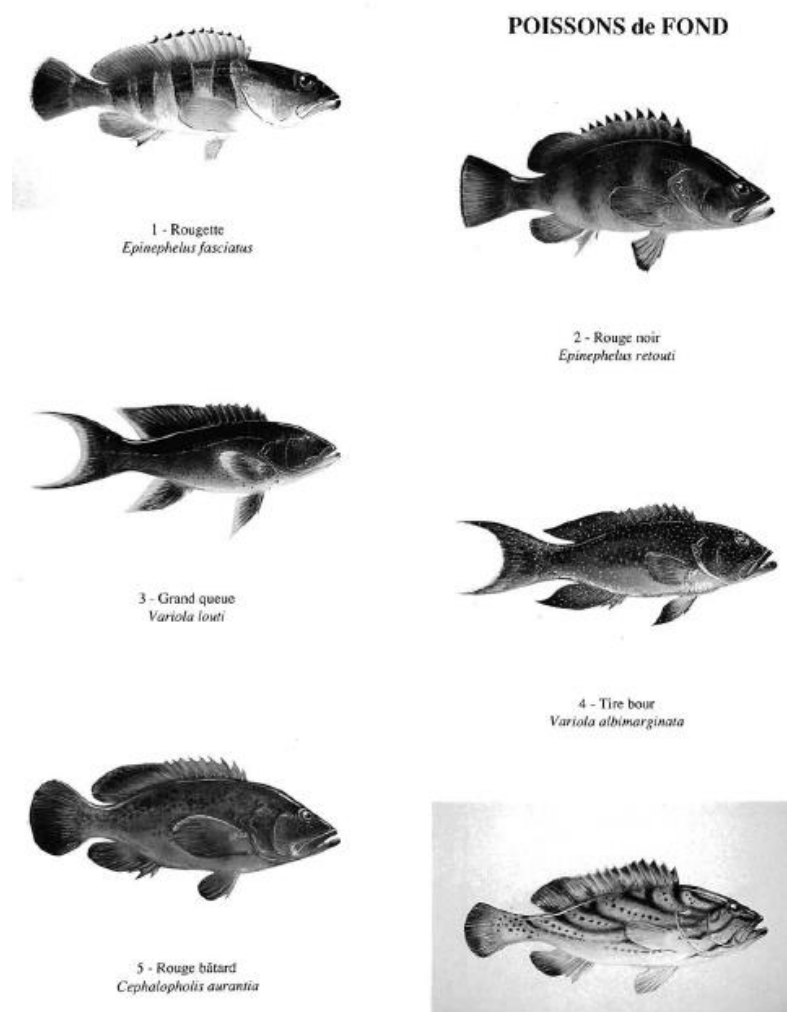 POISSONS de FOND
1 - Rougette
Epinephelus fasciatus
2 - Rouge noir
Epinephelus retouti
3 - Grand queue
Variola louti
4 - Tire bour
Variola albimarginata
5 - Rouge bâtard
Cephalopholis aurantia